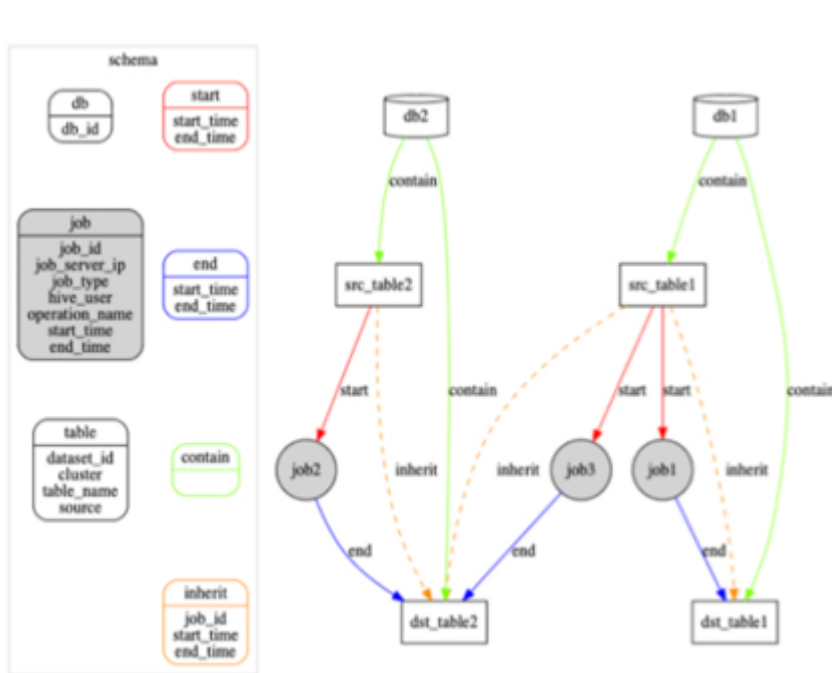 schema
db
db_id
start
start_time
end_time
job
job_id
job_server_ip
job_type
hive_user
operation_name
start_time
end_time
end
start_time
end_time
table
dataset_id
cluster
table_name
source
contain
inherit
job_id
start_time
end_time
db2
db1
contain
contain
src_table2
src_table1
start
contain
start
start
contain
job2
inherit
inherit
job3
job1
inherit
end
end
end
dst_table2
dst_table1